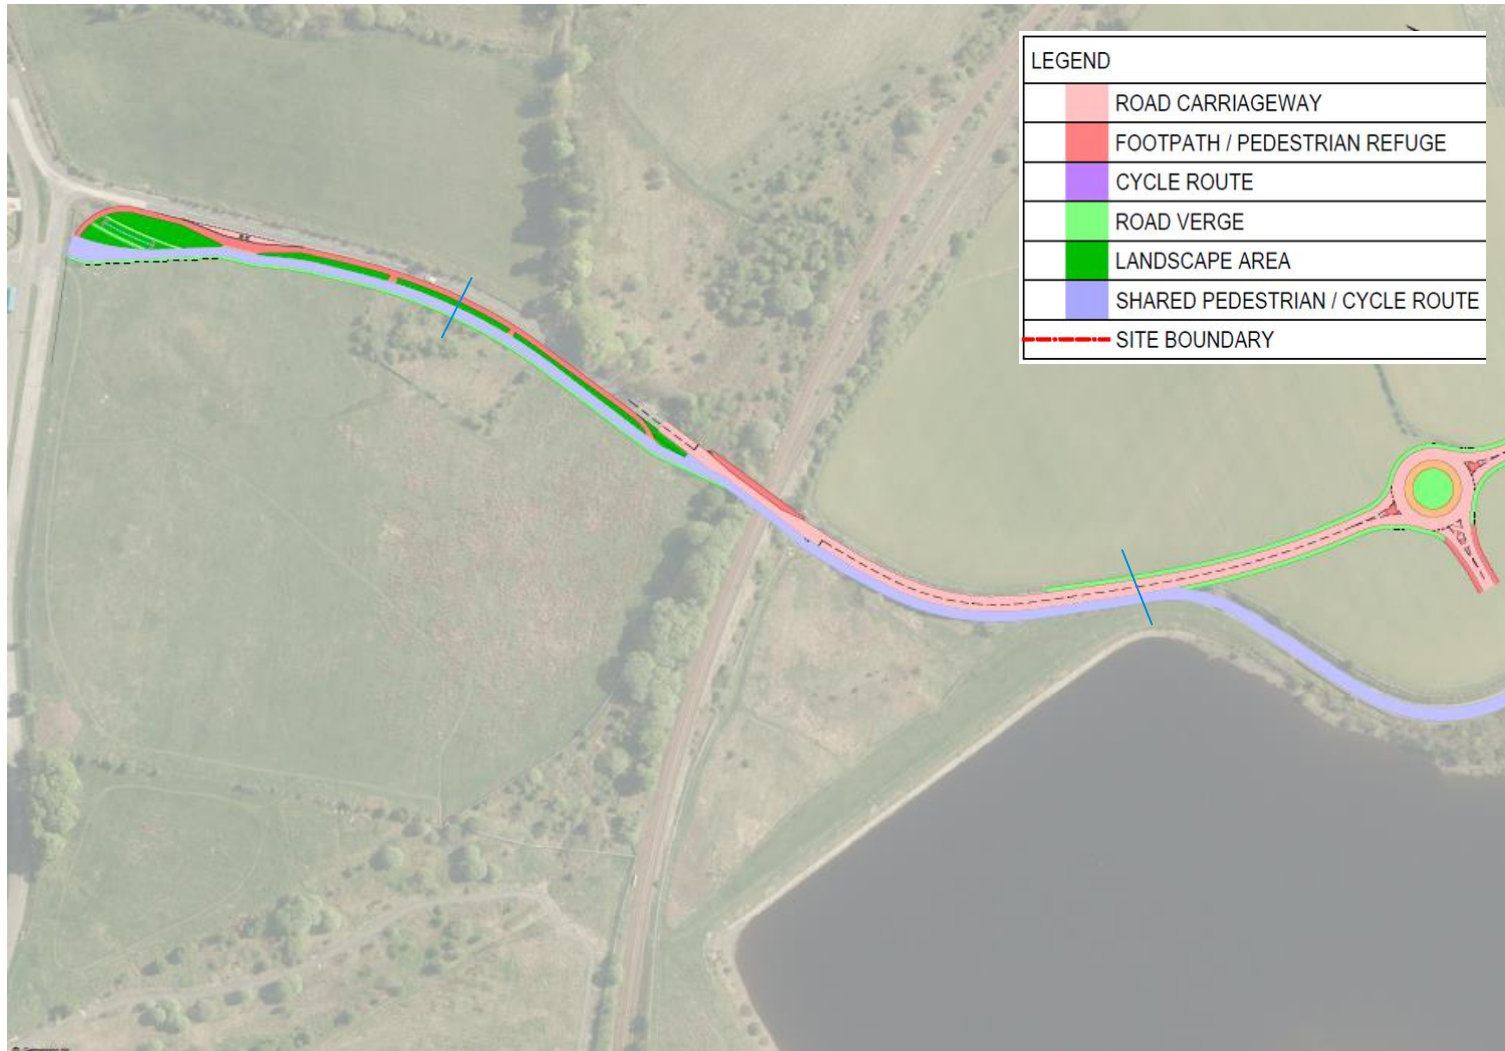 LEGEND
ROAD CARRIAGEWAY
FOOTPATH / PEDESTRIAN REFUGE
CYCLE ROUTE
ROAD VERGE
LANDSCAPE AREA
SHARED PEDESTRIAN / CYCLE ROUTE
SITE BOUNDARY